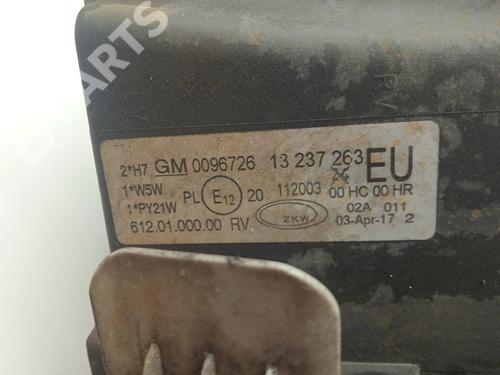 PARTS
RV
2*H7 GM 0096726 13 237 263 EU
1*W5W PL E12 20 112003 00 HC 00 HR
1*PY21W ZKW 02A 011
612.01.000.00 RV 03-Apr-17 2